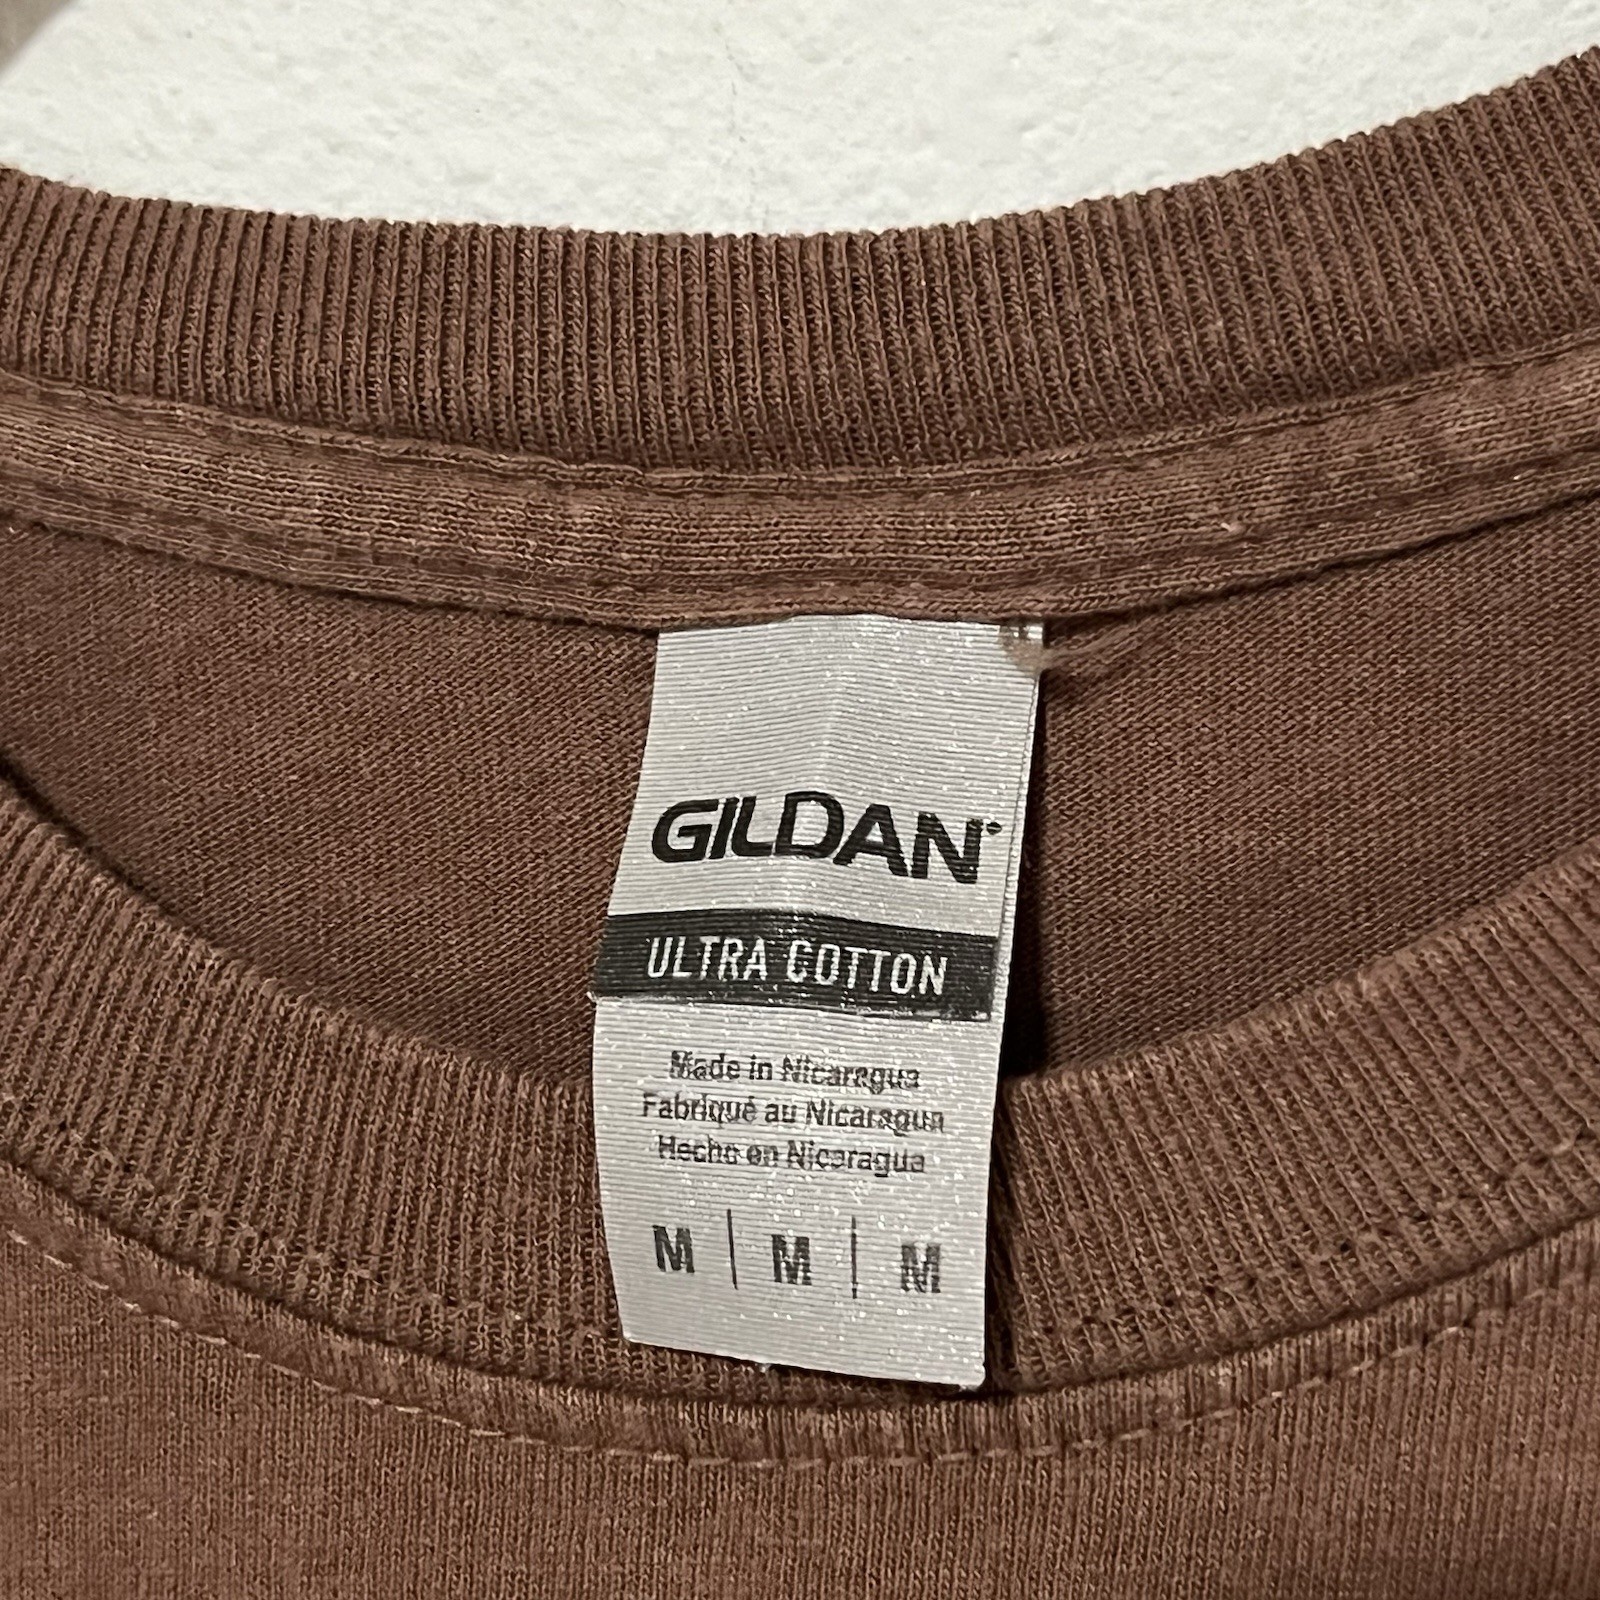 GILDAN
ULTRA COTTON
Made in Nicaragua
Fabriqué au Nicaragua
Hecho en Nicaragua
M | M | M